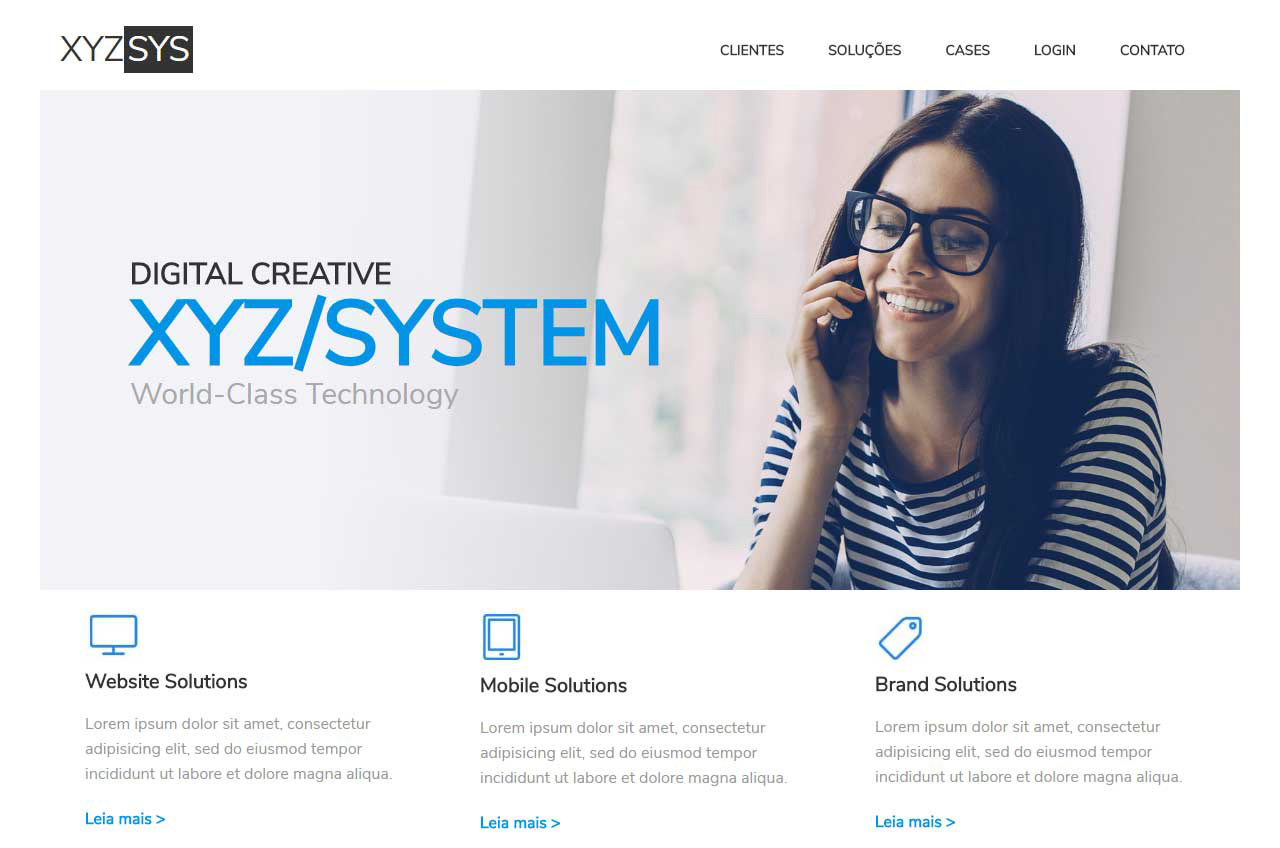 XYZSYS
CLIENTES SOLUÇÕES CASES LOGIN CONTATO
DIGITAL CREATIVE
XYZ/SYSTEM
World-Class Technology
Website Solutions
Lorem ipsum dolor sit amet, consectetur
adipisicing elit, sed do eiusmod tempor
incididunt ut labore et dolore magna aliqua.
Leia mais >
Mobile Solutions
Lorem ipsum dolor sit amet, consectetur
adipisicing elit, sed do eiusmod tempor
incididunt ut labore et dolore magna aliqua.
Leia mais >
Brand Solutions
Lorem ipsum dolor sit amet, consectetur
adipisicing elit, sed do eiusmod tempor
incididunt ut labore et dolore magna aliqua.
Leia mais >